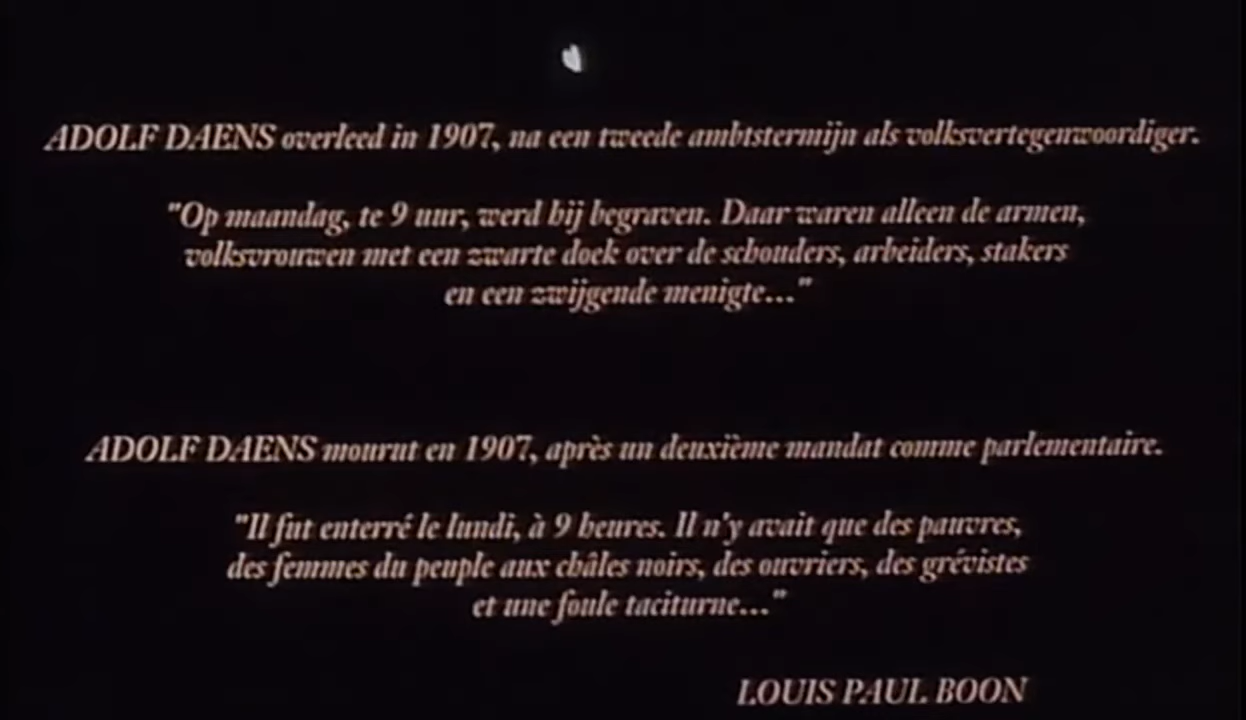 ADOLF DAENS overleed in 1907, na een tweede ambtstermijn als volksvertegenwoordiger.
"Op maandag, te 9 uur, werd hij begraven. Daar waren alleen de armen,
volksvrouwen met een zwarte doek over de schouders, arbeiders, stakers
en een zwijgende menigte..."
ADOLF DAENS mourut en 1907, après un deuxième mandat comme parlementaire.
"Il fut enterré le lundi, à 9 heures. Il n'y avait que des pauvres,
des femmes du peuple aux châles noirs, des ouvriers, des grévistes
et une foule taciturne..."
LOUIS PAUL BOON